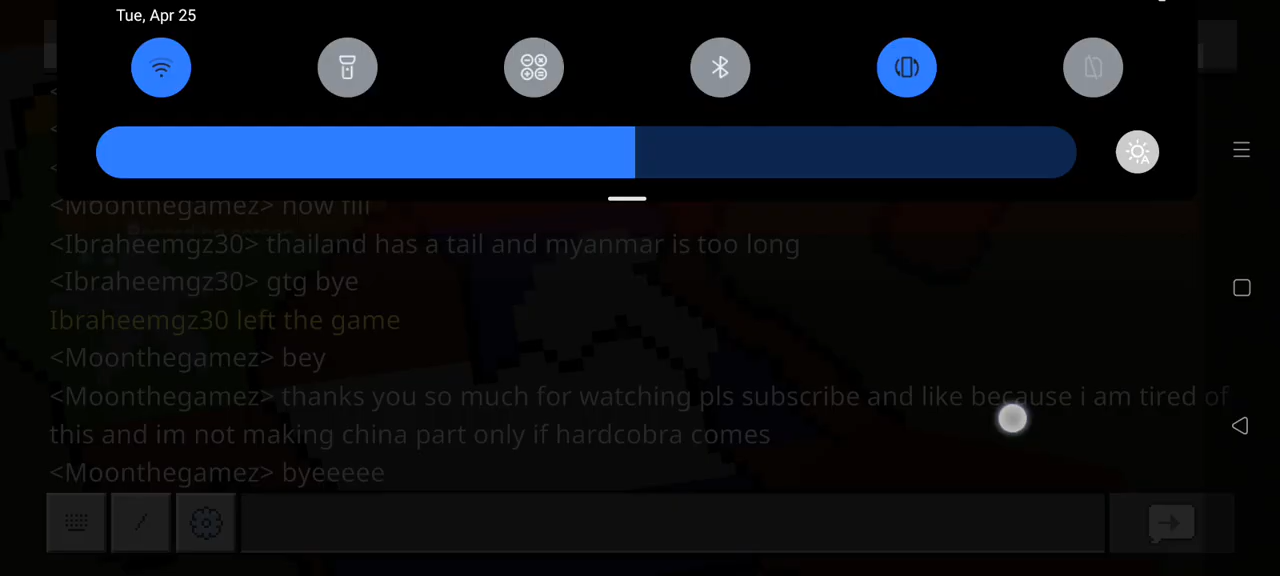 Tue, Apr 25
<Moonthegamez> now fill
<Ibraheemgz30> thailand has a tail and myanmar is too long
<Ibraheemgz30> gtg bye
Ibraheemgz30 left the game
<Moonthegamez> bey
<Moonthegamez> thanks you so much for watching pls subscribe and like because i am tired of
this and im not making china part only if hardcobra comes
<Moonthegamez> byeeeee